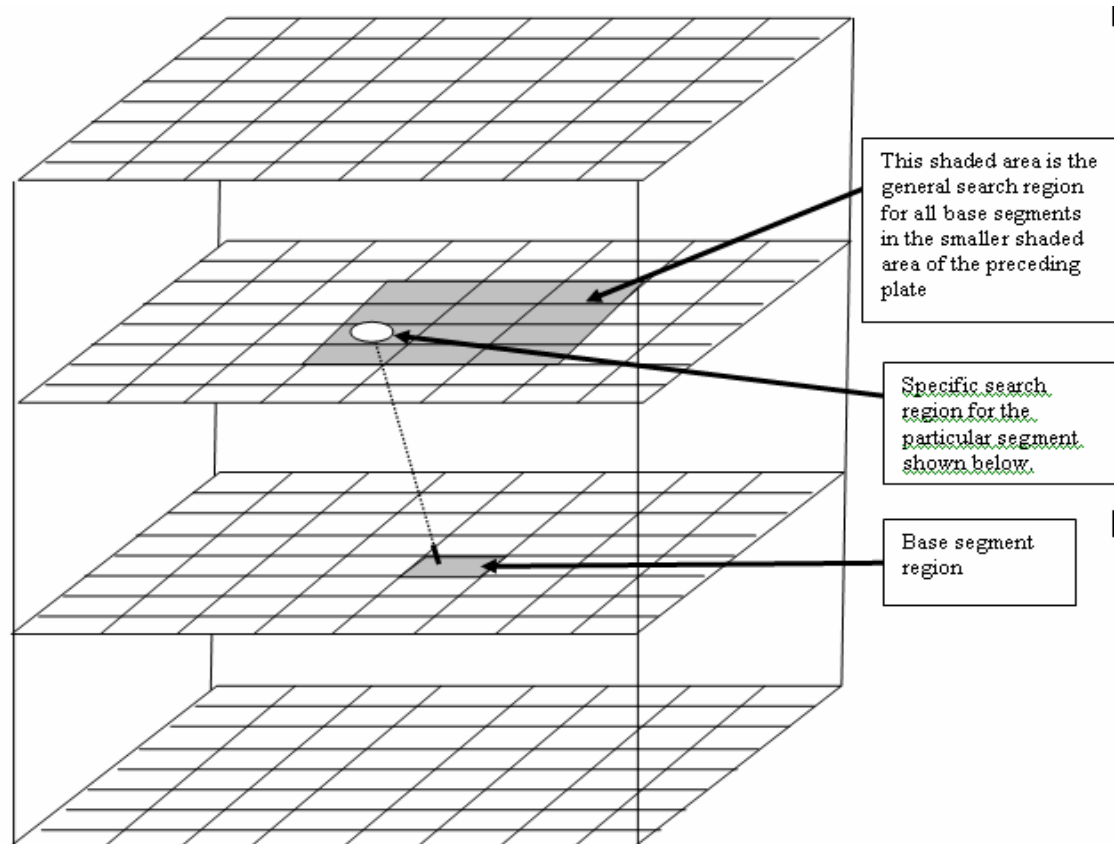 This shaded area is the
general search region
for all base segments
in the smaller shaded
area of the preceding
plate
Specific search
region for the
particular segment
shown below.
Base segment
region